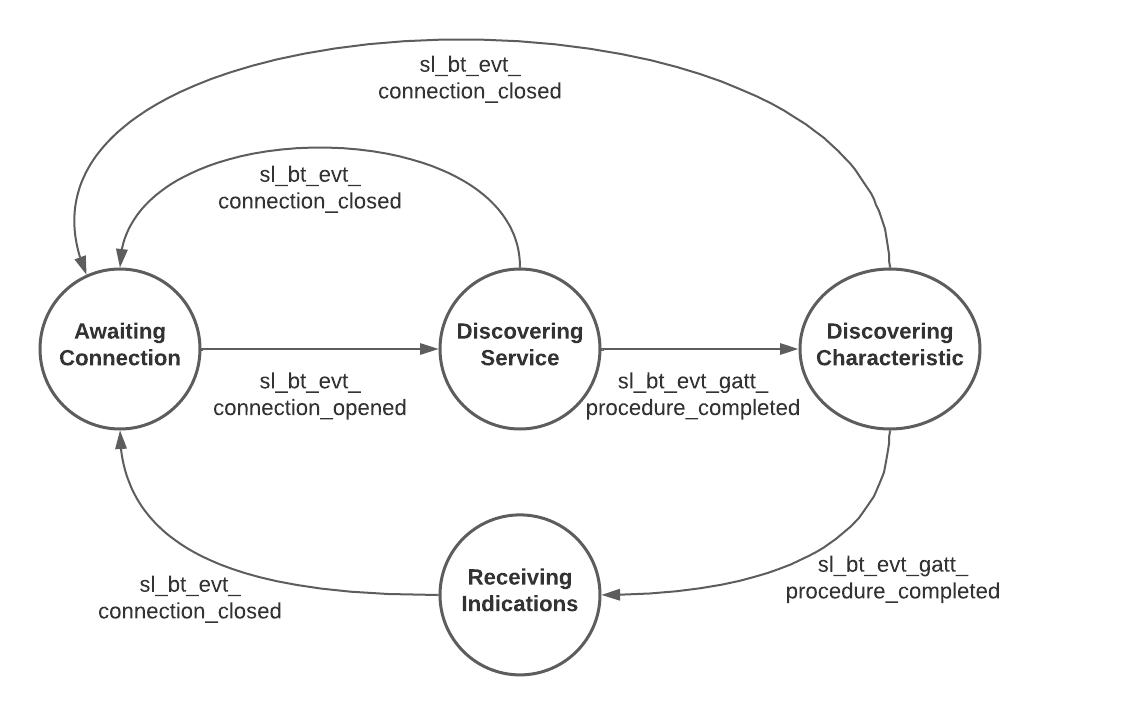 sl_bt_evt_
connection_closed
sl_bt_evt_
connection_closed
Awaiting
Connection
sl_bt_evt_
connection_opened
Discovering
Service
sl_bt_evt_gatt_
procedure_completed
Discovering
Characteristic
sl_bt_evt_gatt_
procedure_completed
Receiving
Indications
sl_bt_evt_
connection_closed